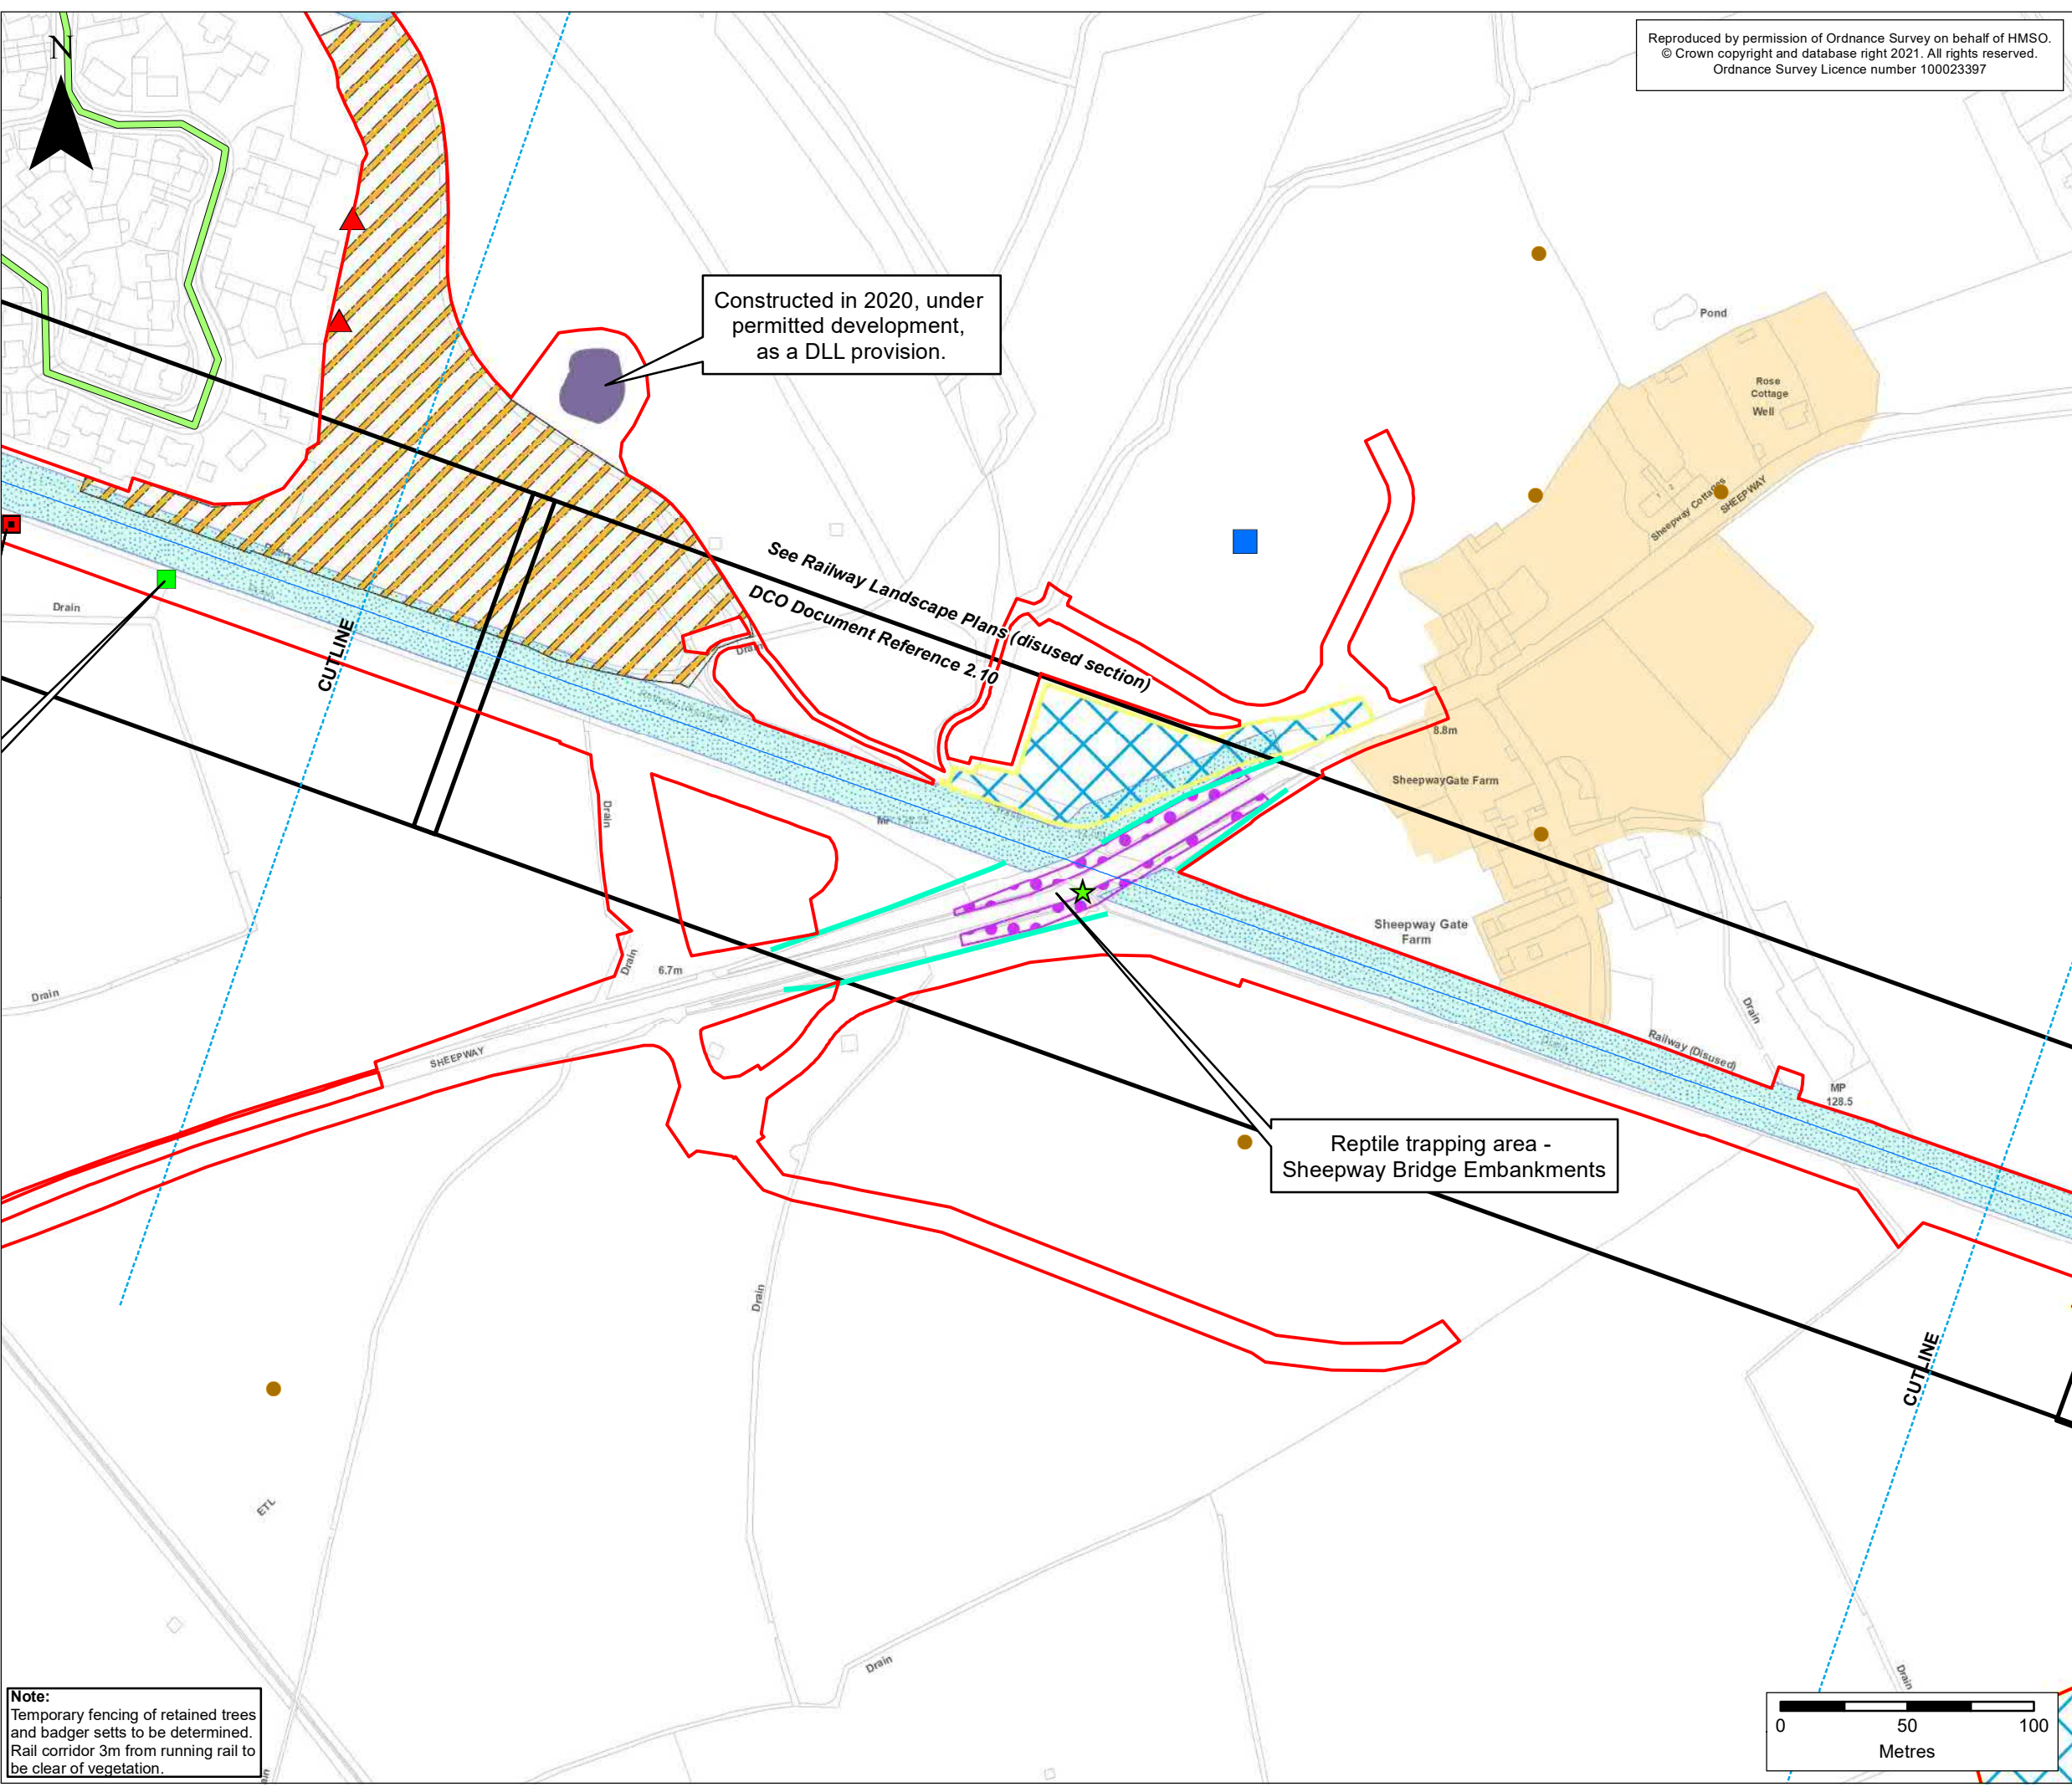 N
Reproduced by permission of Ordnance Survey on behalf of HMSO.
© Crown copyright and database right 2021. All rights reserved.
Ordnance Survey Licence number 100023397
Constructed in 2020, under
permitted development,
as a DLL provision.
Pond
Rose
Cottage
Well
1 2
Sheepway Cottages
SHEEPWAY
See Railway Landscape Plans (disused section)
DCO Document Reference 2.10
Drain
Drain
Drain
CUTLINE
8.8m
SheepwayGate Farm
Drain
Sheepway Gate
Farm
Drain
6.7m
Drain
Drain
SHEEPWAY
Railway (Disused)
MP
128.5
Reptile trapping area -
Sheepway Bridge Embankments
Drain
CUTLINE
ETL
Drain
Drain
Note:
Temporary fencing of retained trees
and badger setts to be determined.
Rail corridor 3m from running rail to
be clear of vegetation.
0 50 100
Metres